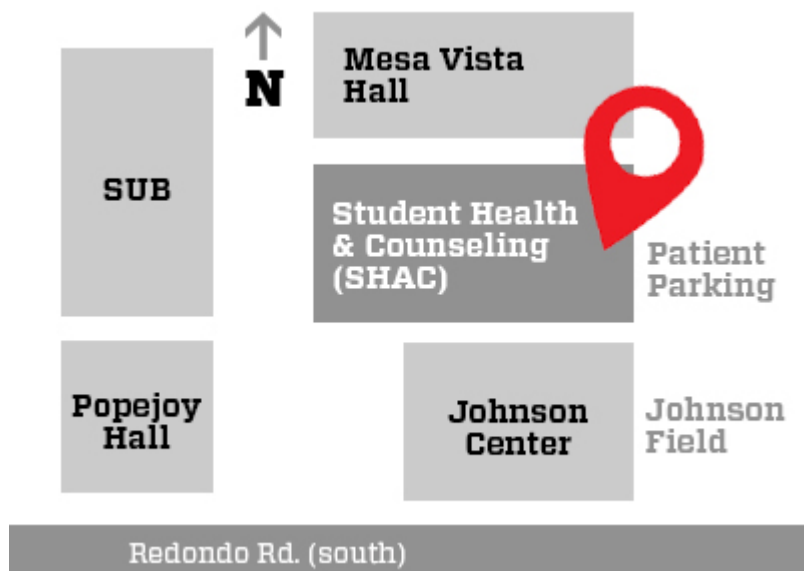 N
Mesa Vista
Hall
SUB
Student Health
& Counseling
(SHAC)
Patient
Parking
Popejoy
Hall
Johnson
Center
Johnson
Field
Redondo Rd. (south)